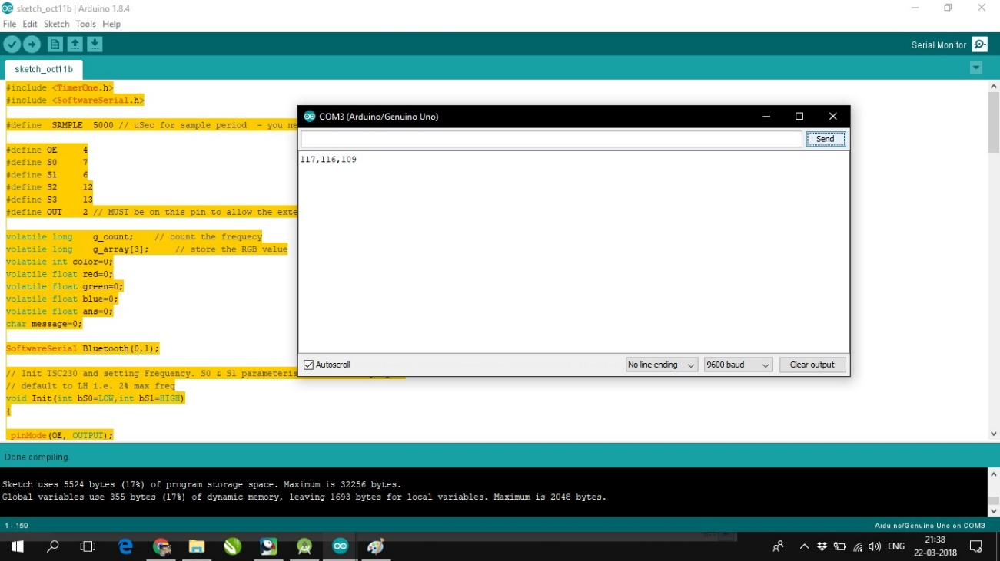 sketch_oct11b | Arduino 1.8.4
File Edit Sketch Tools Help
Serial Monitor
sketch_oct11b
#include <TimerOne.h>
#include <SoftwareSerial.h>
#define SAMPLE 5000 // uSec for sample period - you ne
#define OE 4
#define S0 7
#define S1 6
#define S2 12
#define S3 13
#define OUT 2 // MUST be on this pin to allow the exte
volatile long g_count; // count the frequecy
volatile long g_array[3]; // store the RGB value
volatile int color=0;
volatile float red=0;
volatile float green=0;
volatile float blue=0;
volatile float ans=0;
char message=0;
SoftwareSerial Bluetooth(0,1);
// Init TSC230 and setting Frequency. S0 & S1 parameteris
// default to LH i.e. 2% max freq
void Init(int bS0=LOW,int bS1=HIGH)
{
pinMode(OE, OUTPUT);
COM3 (Arduino/Genuino Uno)
Send
117,116,109
Autoscroll
No line ending
9600 baud
Clear output
Done compiling.
Sketch uses 5524 bytes (17%) of program storage space. Maximum is 32256 bytes.
Global variables use 355 bytes (17%) of dynamic memory, leaving 1693 bytes for local variables. Maximum is 2048 bytes.
1 - 159
Arduino/Genuino Uno on COM3
ENG
21:38
22-03-2018